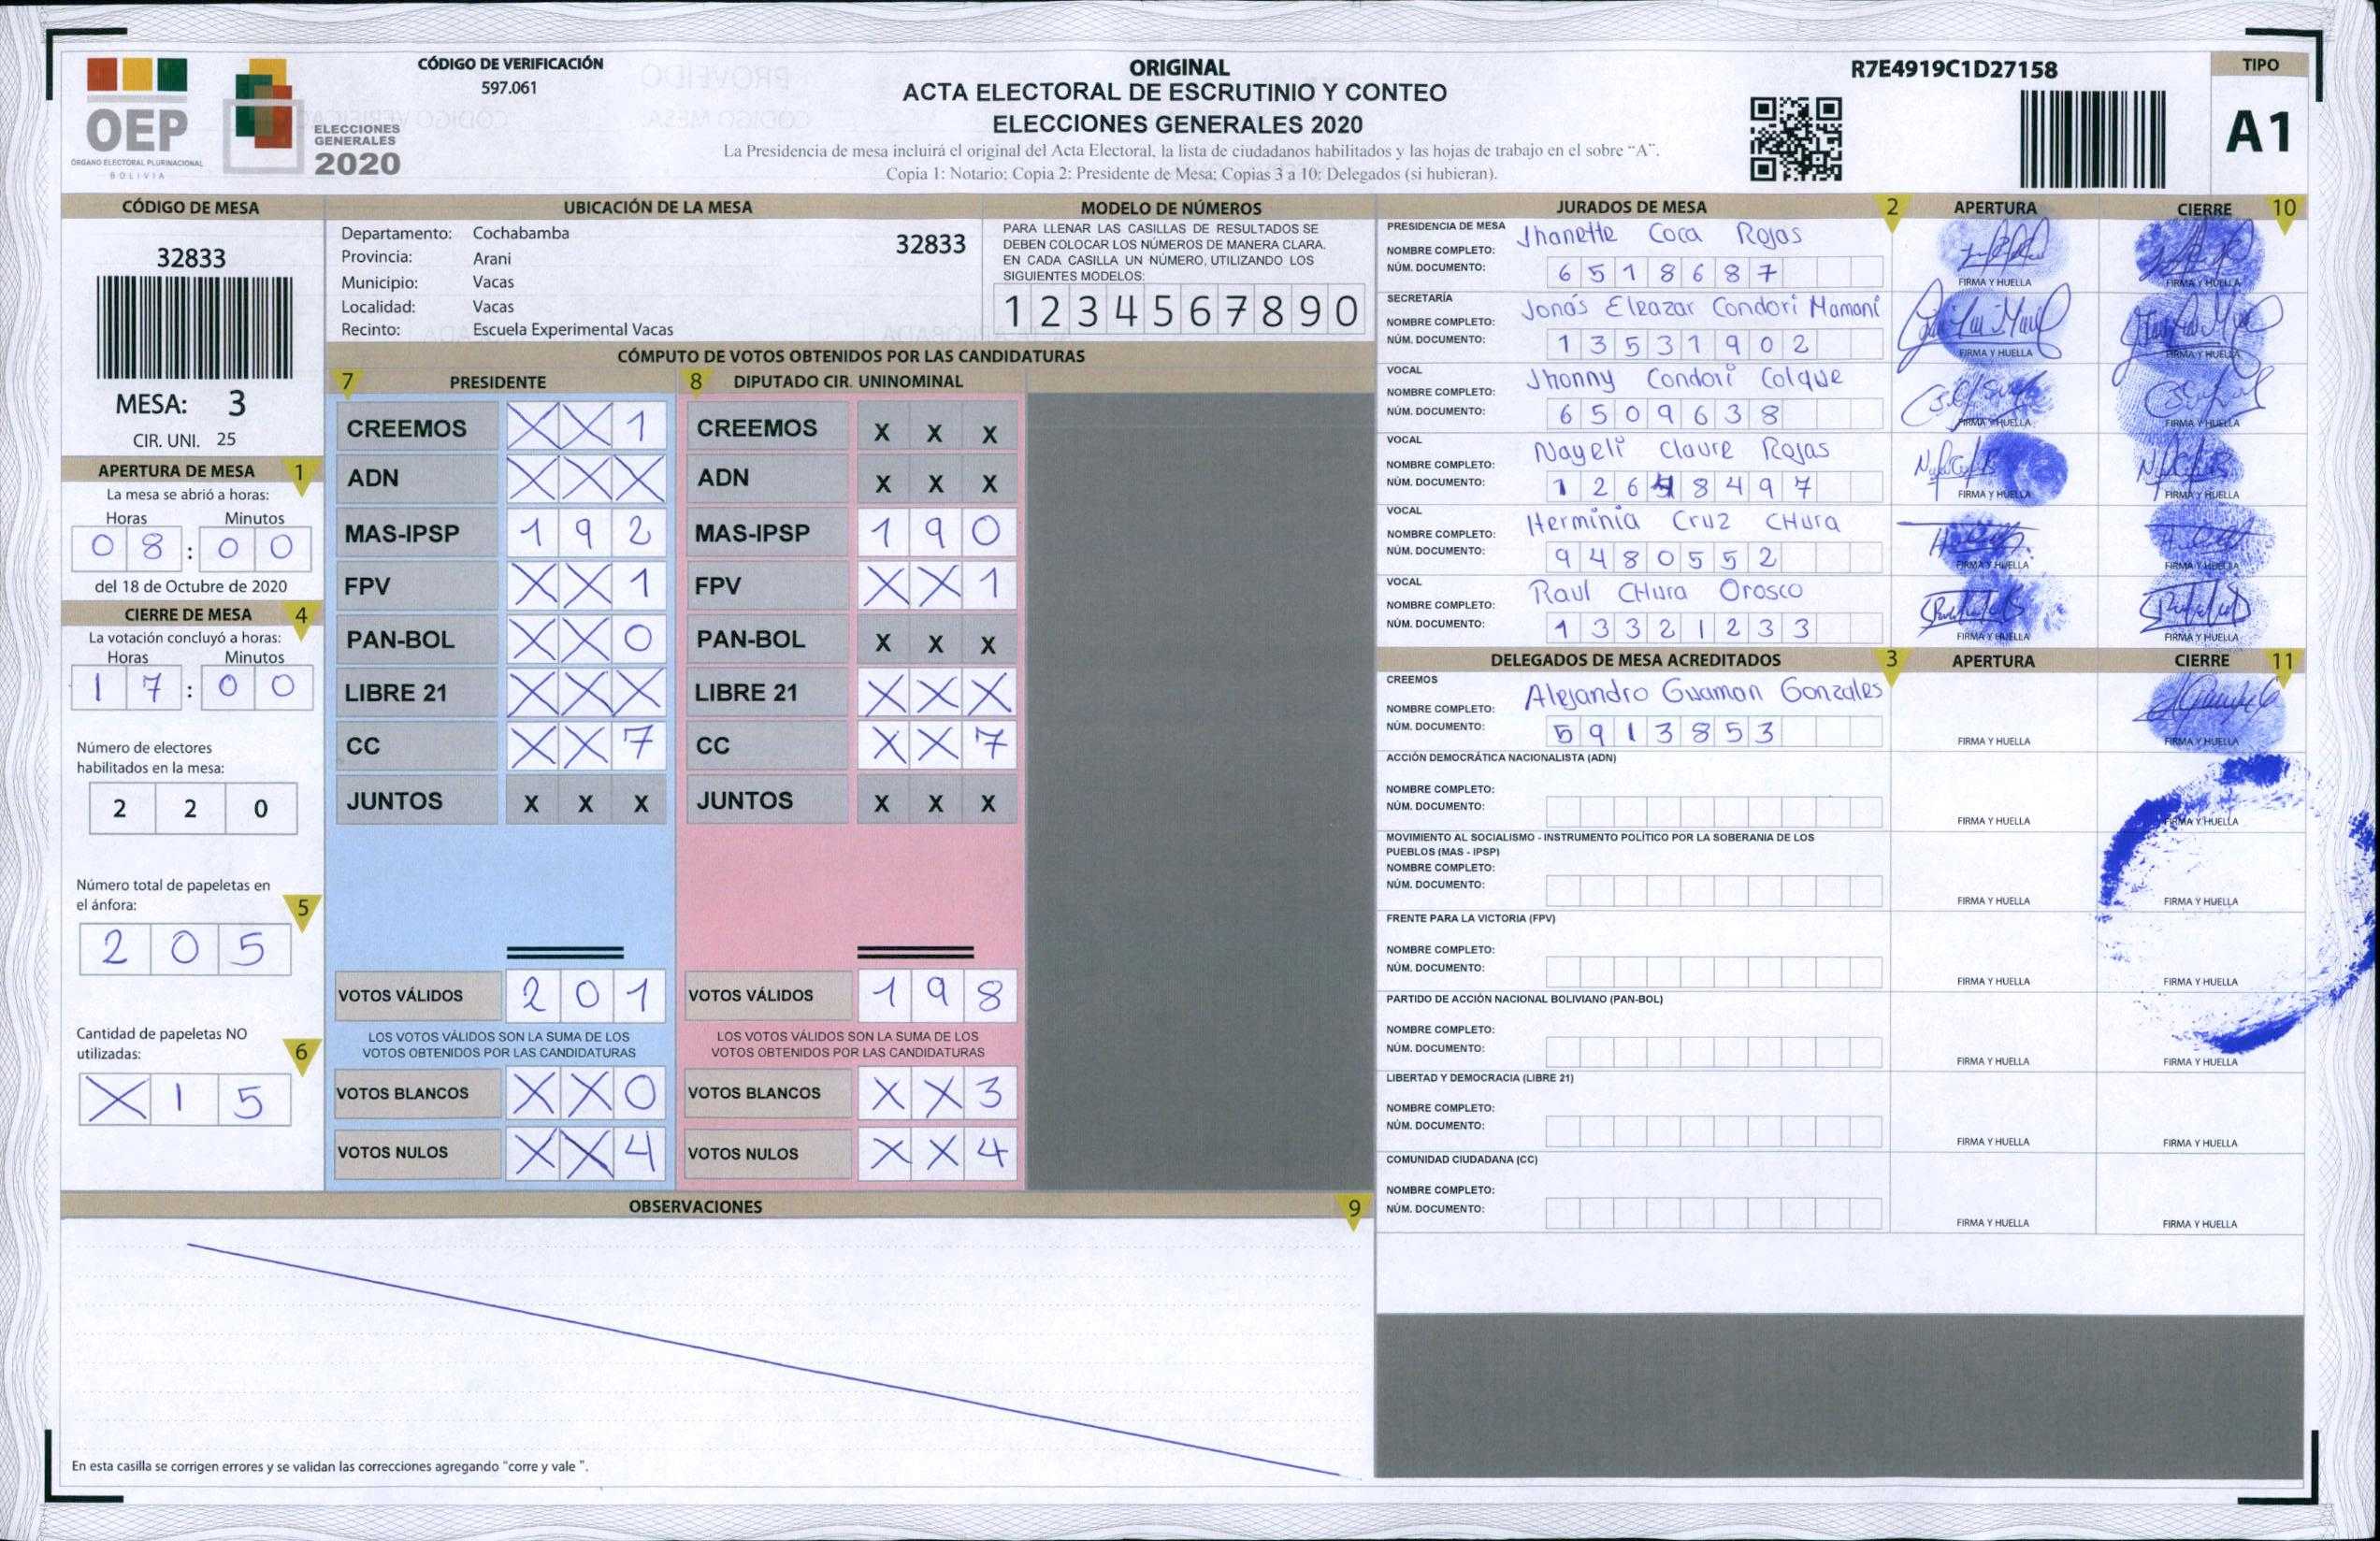 CÓDIGO DE VERIFICACIÓN
597.061
OEP
ÓRGANO ELECTORAL PLURINACIONAL
BOLIVIA
ELECCIONES
GENERALES
2020
ORIGINAL
ACTA ELECTORAL DE ESCRUTINIO Y CONTEO
ELECCIONES GENERALES 2020
La Presidencia de mesa incluirá el original del Acta Electoral, la lista de ciudadanos habilitados y las hojas de trabajo en el sobre "A".
Copia 1: Notario; Copia 2: Presidente de Mesa; Copias 3 a 10: Delegados (si hubieran).
R7E4919C1D27158
TIPO
A1
CÓDIGO DE MESA
32833
MESA: 3
CIR. UNI. 25
APERTURA DE MESA 1
La mesa se abrió a horas:
Horas Minutos
0 8 : 0 0
del 18 de Octubre de 2020
CIERRE DE MESA 4
La votación concluyó a horas:
Horas Minutos
1 7 : 0 0
Número de electores
habilitados en la mesa:
2 2 0
Número total de papeletas en
el ánfora: 5
2 0 5
Cantidad de papeletas NO
utilizadas: 6
X 1 5
UBICACIÓN DE LA MESA
Departamento: Cochabamba 32833
Provincia: Arani
Municipio: Vacas
Localidad: Vacas
Recinto: Escuela Experimental Vacas
MODELO DE NÚMEROS
PARA LLENAR LAS CASILLAS DE RESULTADOS SE
DEBEN COLOCAR LOS NÚMEROS DE MANERA CLARA.
EN CADA CASILLA UN NÚMERO, UTILIZANDO LOS
SIGUIENTES MODELOS:
1 2 3 4 5 6 7 8 9 0
CÓMPUTO DE VOTOS OBTENIDOS POR LAS CANDIDATURAS
7 PRESIDENTE 8 DIPUTADO CIR. UNINOMINAL
CREEMOS X X 1 CREEMOS X X X
ADN X X X ADN X X X
MAS-IPSP 1 9 2 MAS-IPSP 1 9 0
FPV X X 1 FPV X X 1
PAN-BOL X X 0 PAN-BOL X X X
LIBRE 21 X X X LIBRE 21 X X X
CC X X 7 CC X X 7
JUNTOS X X X JUNTOS X X X
VOTOS VÁLIDOS 2 0 1 VOTOS VÁLIDOS 1 9 8
LOS VOTOS VÁLIDOS SON LA SUMA DE LOS LOS VOTOS VÁLIDOS SON LA SUMA DE LOS
VOTOS OBTENIDOS POR LAS CANDIDATURAS VOTOS OBTENIDOS POR LAS CANDIDATURAS
VOTOS BLANCOS X X 0 VOTOS BLANCOS X X 3
VOTOS NULOS X X 4 VOTOS NULOS X X 4
OBSERVACIONES 9
En esta casilla se corrigen errores y se validan las correcciones agregando "corre y vale ".
JURADOS DE MESA 2 APERTURA CIERRE 10
PRESIDENCIA DE MESA
NOMBRE COMPLETO: Jhanette Coca Rojas
NÚM. DOCUMENTO: 6 5 1 8 6 8 7
FIRMA Y HUELLA FIRMA Y HUELLA
SECRETARÍA
NOMBRE COMPLETO: Jonás Eleazar Condori Mamani
NÚM. DOCUMENTO: 1 3 5 3 1 9 0 2
FIRMA Y HUELLA FIRMA Y HUELLA
VOCAL
NOMBRE COMPLETO: Jhonny Condori Colque
NÚM. DOCUMENTO: 6 5 0 9 6 3 8
FIRMA Y HUELLA FIRMA Y HUELLA
VOCAL
NOMBRE COMPLETO: Nayeli Claure Rojas
NÚM. DOCUMENTO:
FIRMA Y HUELLA FIRMA Y HUELLA
VOCAL
NOMBRE COMPLETO: Herminia Cruz CHura
NÚM. DOCUMENTO: 9 4 8 0 5 5 2
FIRMA Y HUELLA FIRMA Y HUELLA
VOCAL
NOMBRE COMPLETO: Raul CHura Orosco
NÚM. DOCUMENTO: 1 3 3 2 1 2 3 3
FIRMA Y HUELLA FIRMA Y HUELLA
DELEGADOS DE MESA ACREDITADOS 3 APERTURA CIERRE 11
CREEMOS
NOMBRE COMPLETO: Alejandro Guaman Gonzales
NÚM. DOCUMENTO: 5 9 1 3 8 5 3
FIRMA Y HUELLA FIRMA Y HUELLA
ACCIÓN DEMOCRÁTICA NACIONALISTA (ADN)
NOMBRE COMPLETO:
NÚM. DOCUMENTO:
FIRMA Y HUELLA FIRMA Y HUELLA
MOVIMIENTO AL SOCIALISMO - INSTRUMENTO POLÍTICO POR LA SOBERANIA DE LOS
PUEBLOS (MAS - IPSP)
NOMBRE COMPLETO:
NÚM. DOCUMENTO:
FIRMA Y HUELLA FIRMA Y HUELLA
FRENTE PARA LA VICTORIA (FPV)
NOMBRE COMPLETO:
NÚM. DOCUMENTO:
FIRMA Y HUELLA FIRMA Y HUELLA
PARTIDO DE ACCIÓN NACIONAL BOLIVIANO (PAN-BOL)
NOMBRE COMPLETO:
NÚM. DOCUMENTO:
FIRMA Y HUELLA FIRMA Y HUELLA
LIBERTAD Y DEMOCRACIA (LIBRE 21)
NOMBRE COMPLETO:
NÚM. DOCUMENTO:
FIRMA Y HUELLA FIRMA Y HUELLA
COMUNIDAD CIUDADANA (CC)
NOMBRE COMPLETO:
NÚM. DOCUMENTO:
FIRMA Y HUELLA FIRMA Y HUELLA